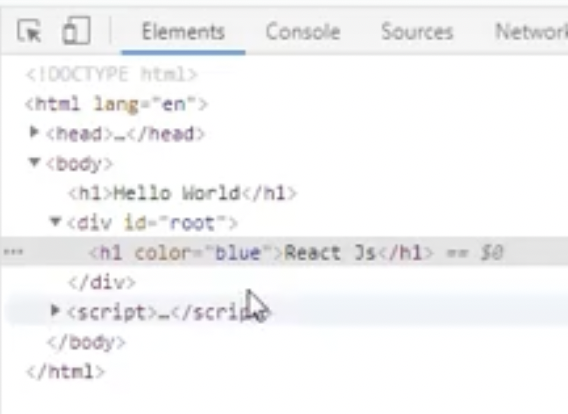 Elements Console Sources Network
<!DOCTYPE html>
<html lang="en">
<head>…</head>
<body>
<h1>Hello World</h1>
<div id="root">
<h1 color="blue">React Js</h1> == $0
</div>
<script>…</script>
</body>
</html>